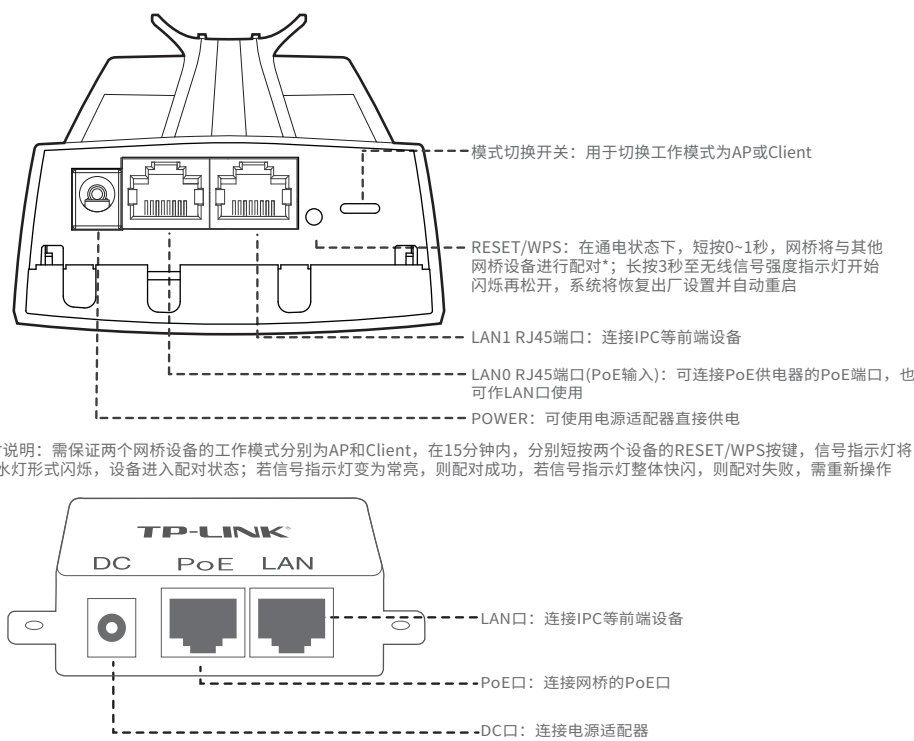 模式切换开关：用于切换工作模式为AP或Client
RESET/WPS：在通电状态下，短按0~1秒，网桥将与其他
网桥设备进行配对*；长按3秒至无线信号强度指示灯开始
闪烁再松开，系统将恢复出厂设置并自动重启
LAN1 RJ45端口：连接IPC等前端设备
LAN0 RJ45端口(PoE输入)：可连接PoE供电器的PoE端口，也
可作LAN口使用
POWER：可使用电源适配器直接供电
说明：需保证两个网桥设备的工作模式分别为AP和Client，在15分钟内，分别短按两个设备的RESET/WPS按键，信号指示灯将
水灯形式闪烁，设备进入配对状态；若信号指示灯变为常亮，则配对成功，若信号指示灯整体快闪，则配对失败，需重新操作
TP-LINK
DC PoE LAN
LAN口：连接IPC等前端设备
PoE口：连接网桥的PoE口
DC口：连接电源适配器